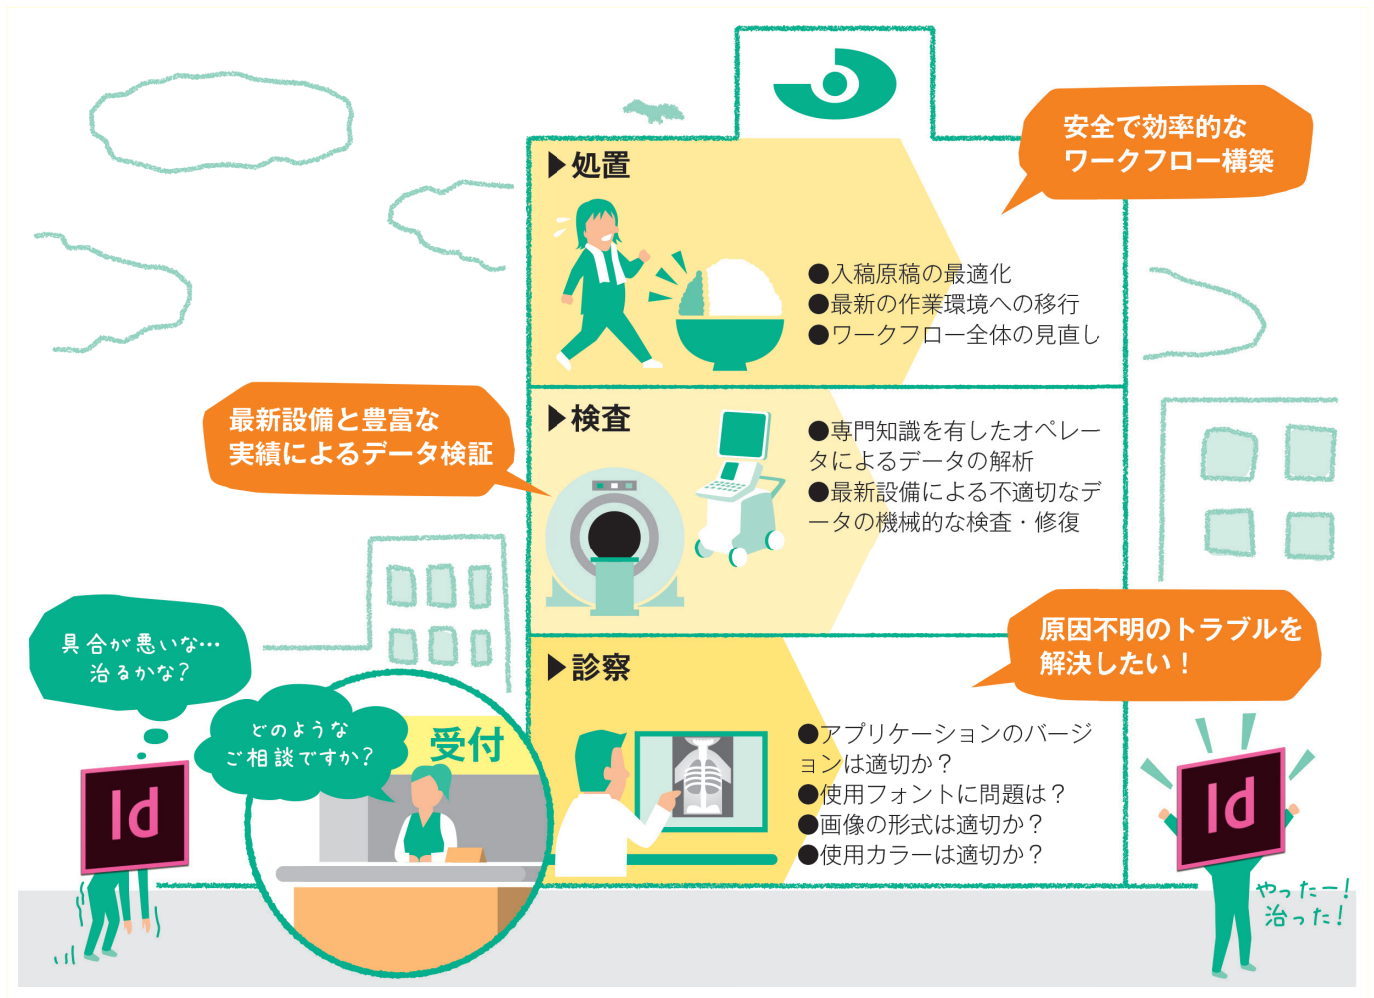 安全で効率的な
ワークフロー構築
▶処置
●入稿原稿の最適化
●最新の作業環境への移行
●ワークフロー全体の見直し
最新設備と豊富な
実績によるデータ検証
▶検査
●専門知識を有したオペレー
タによるデータの解析
●最新設備による不適切なデ
ータの機械的な検査・修復
原因不明のトラブルを
解決したい！
▶診察
●アプリケーションのバージ
ョンは適切か？
●使用フォントに問題は？
●画像の形式は適切か？
●使用カラーは適切か？
具合が悪いな…
治るかな？
どのような
ご相談ですか？
受付
Id
Id
やったー！
治った！